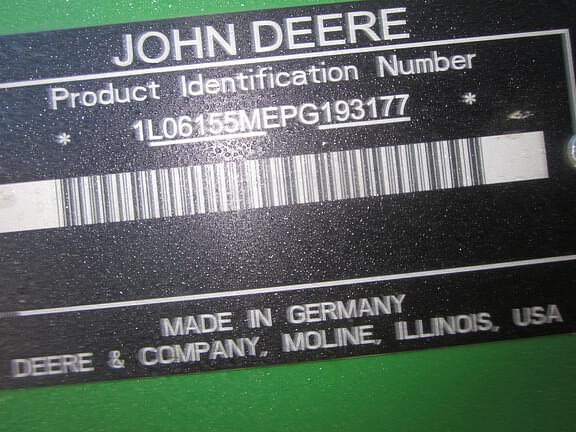 JOHN DEERE
Product Identification Number
* 1L06155MEPG193177 *
MADE IN GERMANY
DEERE & COMPANY, MOLINE, ILLINOIS, USA